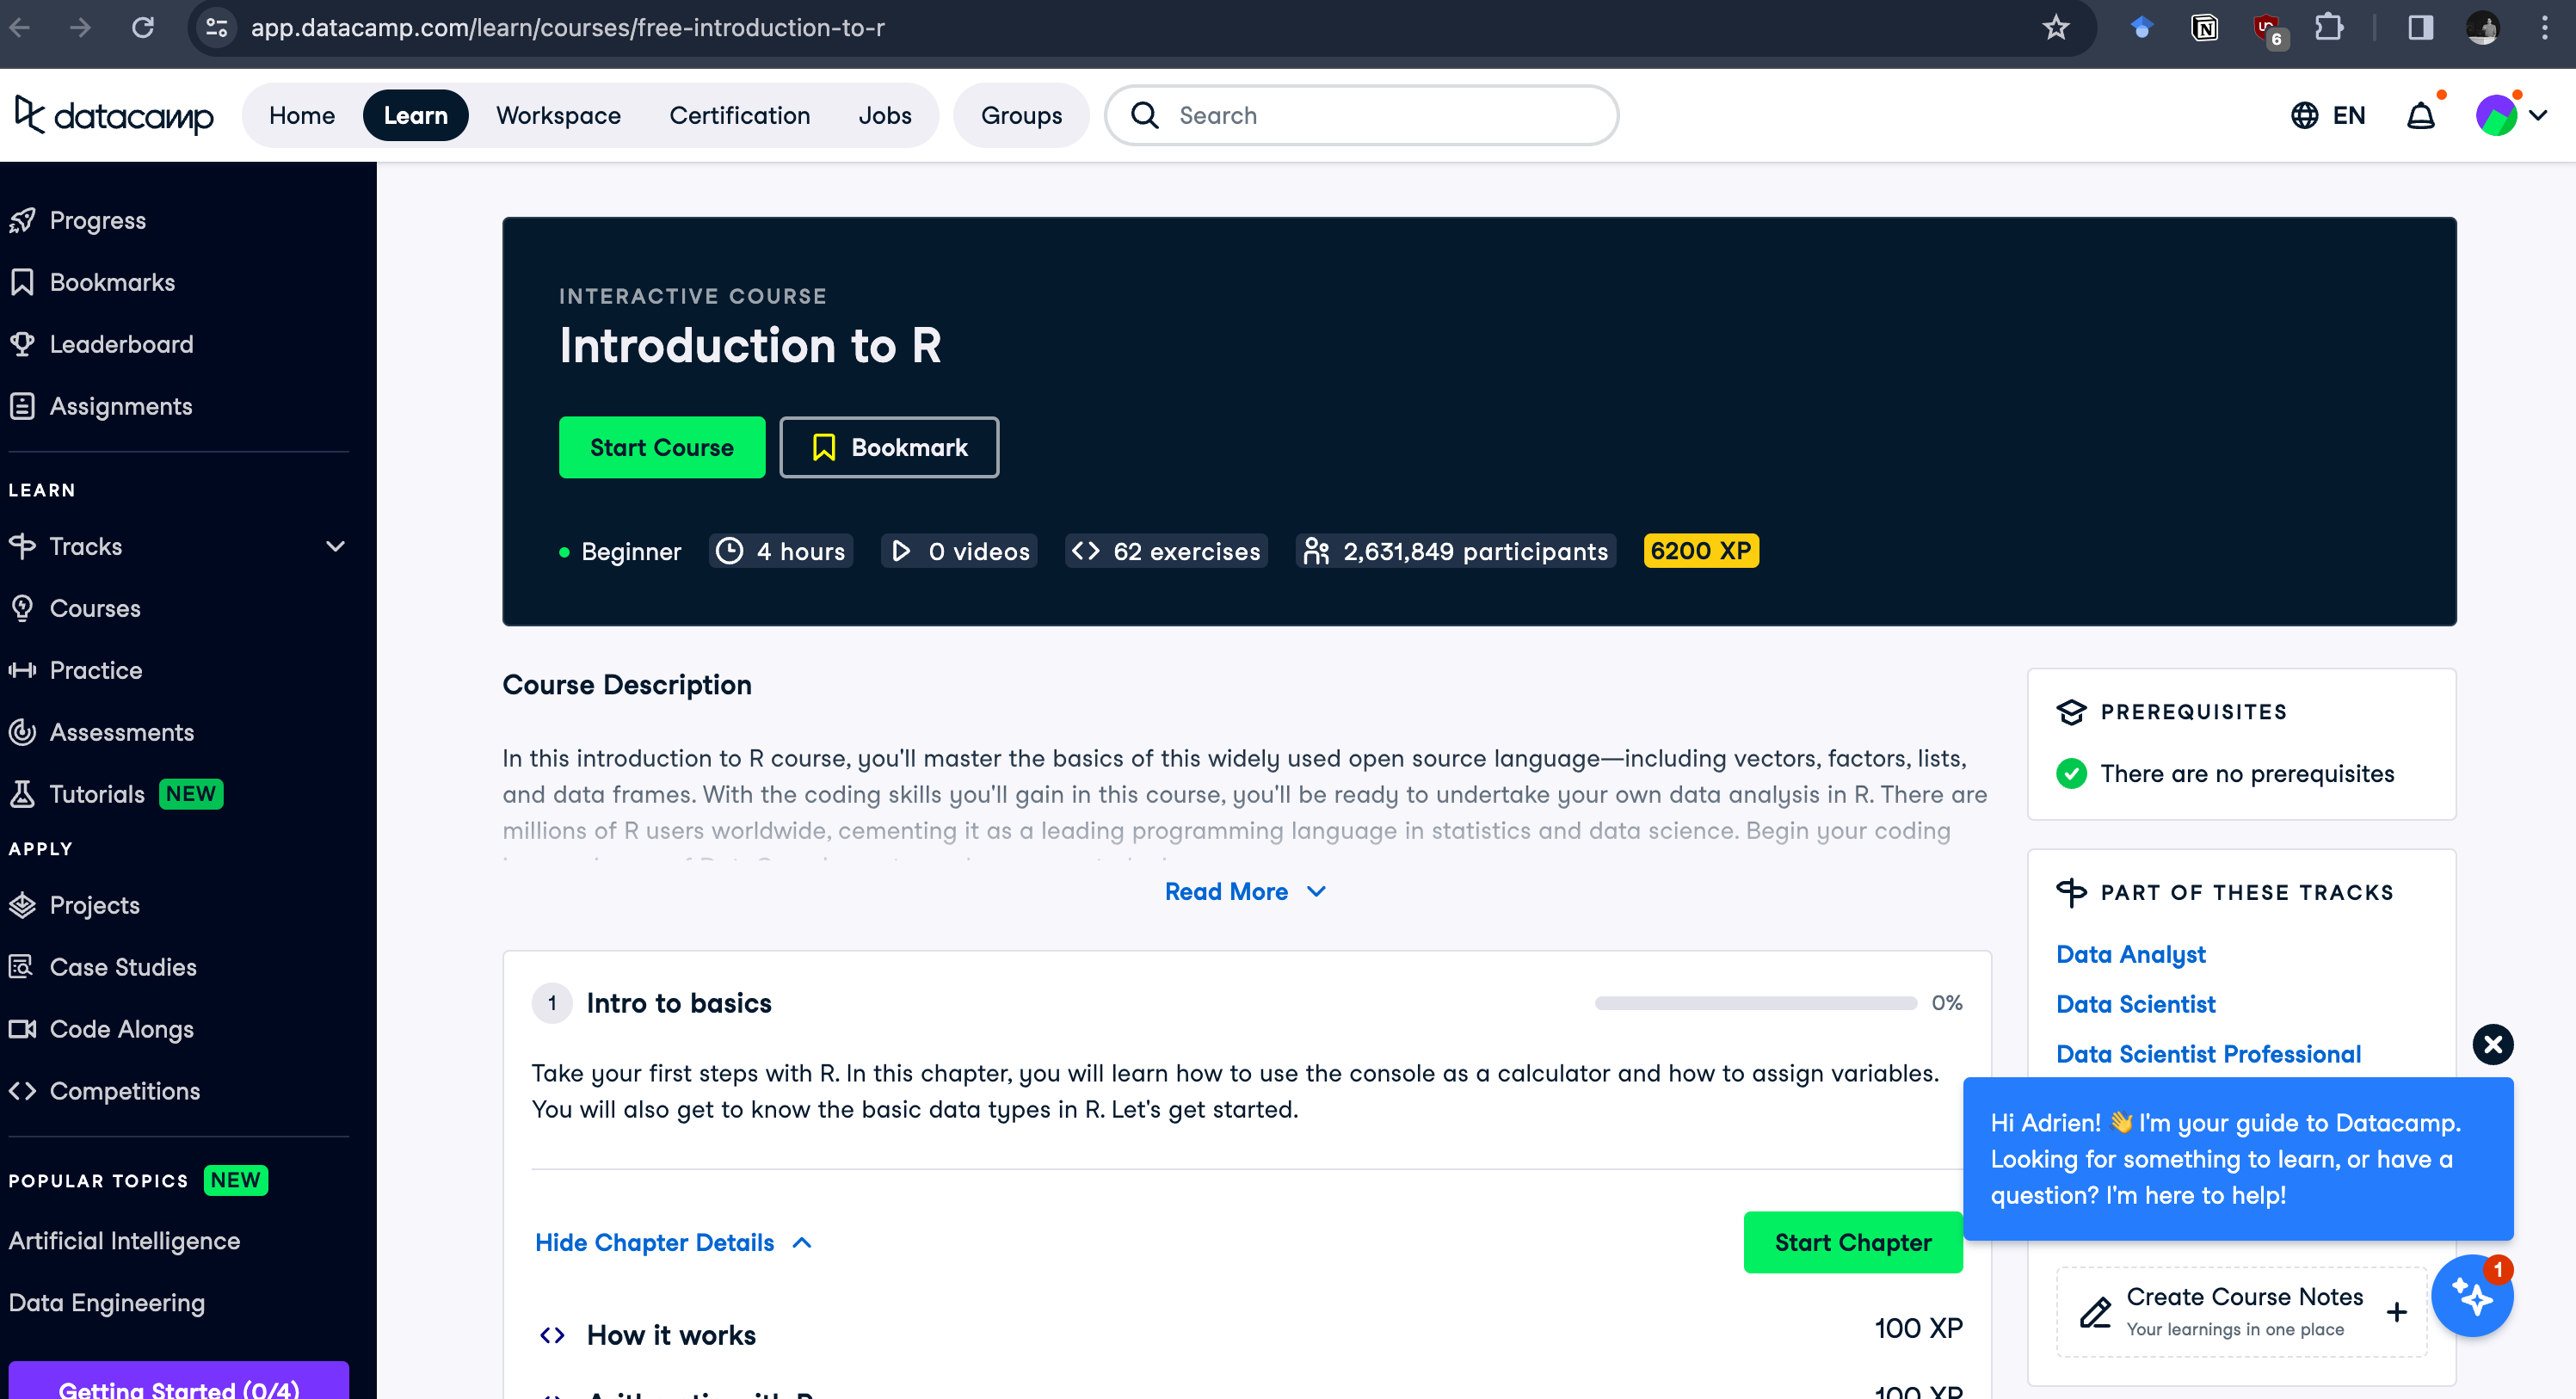 app.datacamp.com/learn/courses/free-introduction-to-r
6
datacamp
Home
Learn
Workspace
Certification
Jobs
Groups
Search
EN
Progress
Bookmarks
Leaderboard
Assignments
LEARN
Tracks
Courses
Practice
Assessments
Tutorials NEW
APPLY
Projects
Case Studies
Code Alongs
Competitions
POPULAR TOPICS NEW
Artificial Intelligence
Data Engineering
Getting Started (0/4)
INTERACTIVE COURSE
Introduction to R
Start Course
Bookmark
Beginner
4 hours
0 videos
62 exercises
2,631,849 participants
6200 XP
Course Description
In this introduction to R course, you'll master the basics of this widely used open source language—including vectors, factors, lists,
and data frames. With the coding skills you'll gain in this course, you'll be ready to undertake your own data analysis in R. There are
millions of R users worldwide, cementing it as a leading programming language in statistics and data science. Begin your coding
Read More
1 Intro to basics
0%
Take your first steps with R. In this chapter, you will learn how to use the console as a calculator and how to assign variables.
You will also get to know the basic data types in R. Let's get started.
Hide Chapter Details
Start Chapter
How it works
100 XP
Arithmetic with R
100 XP
PREREQUISITES
There are no prerequisites
PART OF THESE TRACKS
Data Analyst
Data Scientist
Data Scientist Professional
Hi Adrien! 👋 I'm your guide to Datacamp.
Looking for something to learn, or have a
question? I'm here to help!
1
Create Course Notes
Your learnings in one place